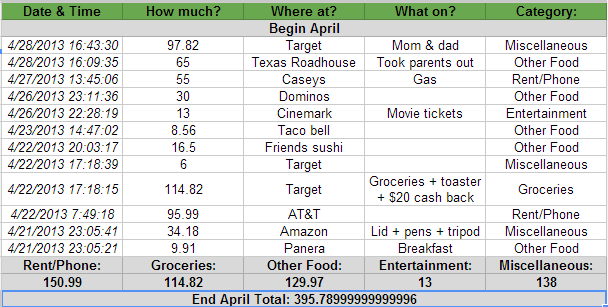 Date & Time How much? Where at? What on? Category:
Begin April
4/28/2013 16:43:30 97.82 Target Mom & dad Miscellaneous
4/28/2013 16:09:35 65 Texas Roadhouse Took parents out Other Food
4/27/2013 13:45:06 55 Caseys Gas Rent/Phone
4/26/2013 23:11:36 30 Dominos Other Food
4/26/2013 22:28:19 13 Cinemark Movie tickets Entertainment
4/23/2013 14:47:02 8.56 Taco bell Other Food
4/22/2013 20:03:17 16.5 Friends sushi Other Food
4/22/2013 17:18:39 6 Target Miscellaneous
4/22/2013 17:18:15 114.82 Target Groceries + toaster + $20 cash back Groceries
4/22/2013 7:49:18 95.99 AT&T Rent/Phone
4/21/2013 23:05:41 34.18 Amazon Lid + pens + tripod Miscellaneous
4/21/2013 23:05:21 9.91 Panera Breakfast Other Food
Rent/Phone: Groceries: Other Food: Entertainment: Miscellaneous:
150.99 114.82 129.97 13 138
End April Total: 395.78999999999996